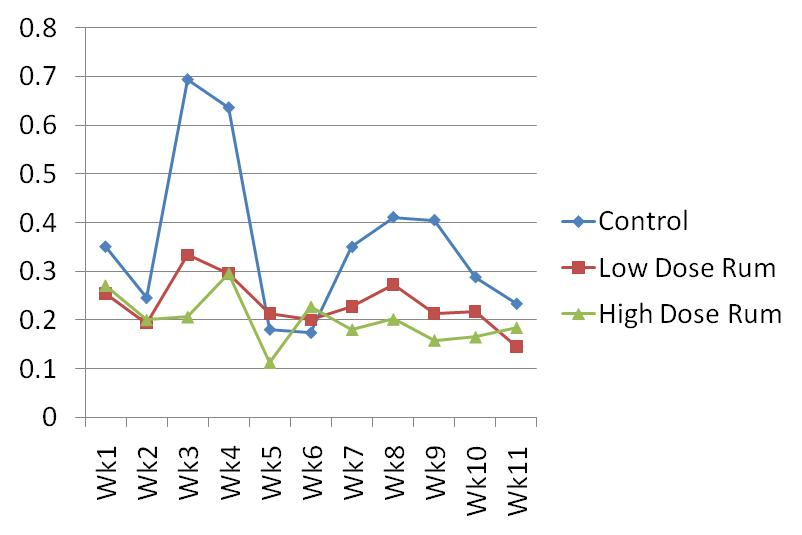 0.8
0.7
0.6
0.5
0.4
0.3
0.2
0.1
0
Wk1
Wk2
Wk3
Wk4
Wk5
Wk6
Wk7
Wk8
Wk9
Wk10
Wk11
Control
Low Dose Rum
High Dose Rum